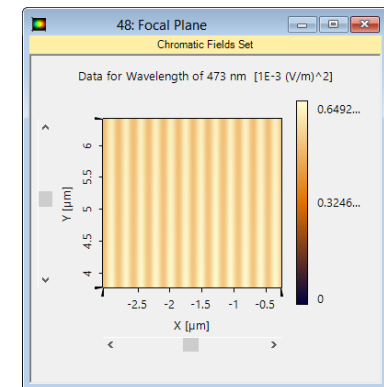 48: Focal Plane
Chromatic Fields Set
Data for Wavelength of 473 nm [1E-3 (V/m)^2]
0.6492...
0.3246...
0
Y [µm]
6
5.5
5
4.5
4
-2.5 -2 -1.5 -1 -0.5
X [µm]